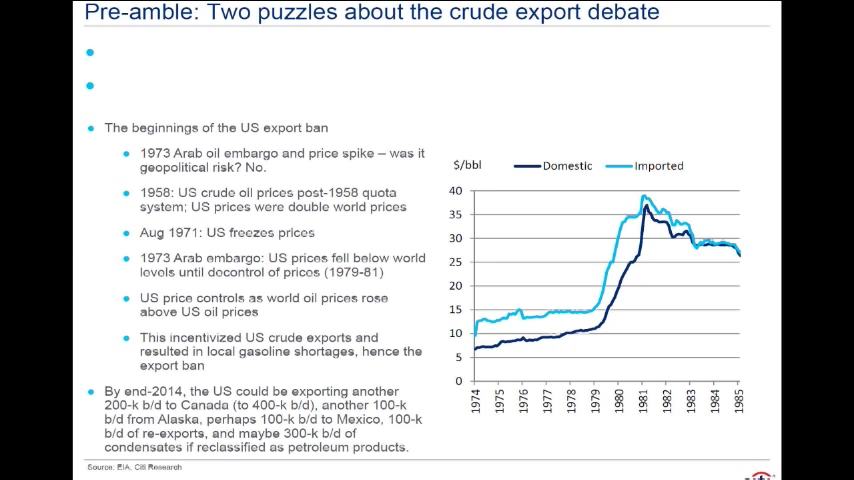 Pre-amble: Two puzzles about the crude export debate
The beginnings of the US export ban
1973 Arab oil embargo and price spike – was it
geopolitical risk? No.
1958: US crude oil prices post-1958 quota
system; US prices were double world prices
Aug 1971: US freezes prices
1973 Arab embargo: US prices fell below world
levels until decontrol of prices (1979-81)
US price controls as world oil prices rose
above US oil prices
This incentivized US crude exports and
resulted in local gasoline shortages, hence the
export ban
By end-2014, the US could be exporting another
200-k b/d to Canada (to 400-k b/d), another 100-k
b/d from Alaska, perhaps 100-k b/d to Mexico, 100-k
b/d of re-exports, and maybe 300-k b/d of
condensates if reclassified as petroleum products.
$/bbl
Domestic
Imported
40
35
30
25
20
15
10
5
0
1974
1975
1976
1977
1978
1979
1980
1981
1982
1983
1984
1985
Source: EIA, Citi Research